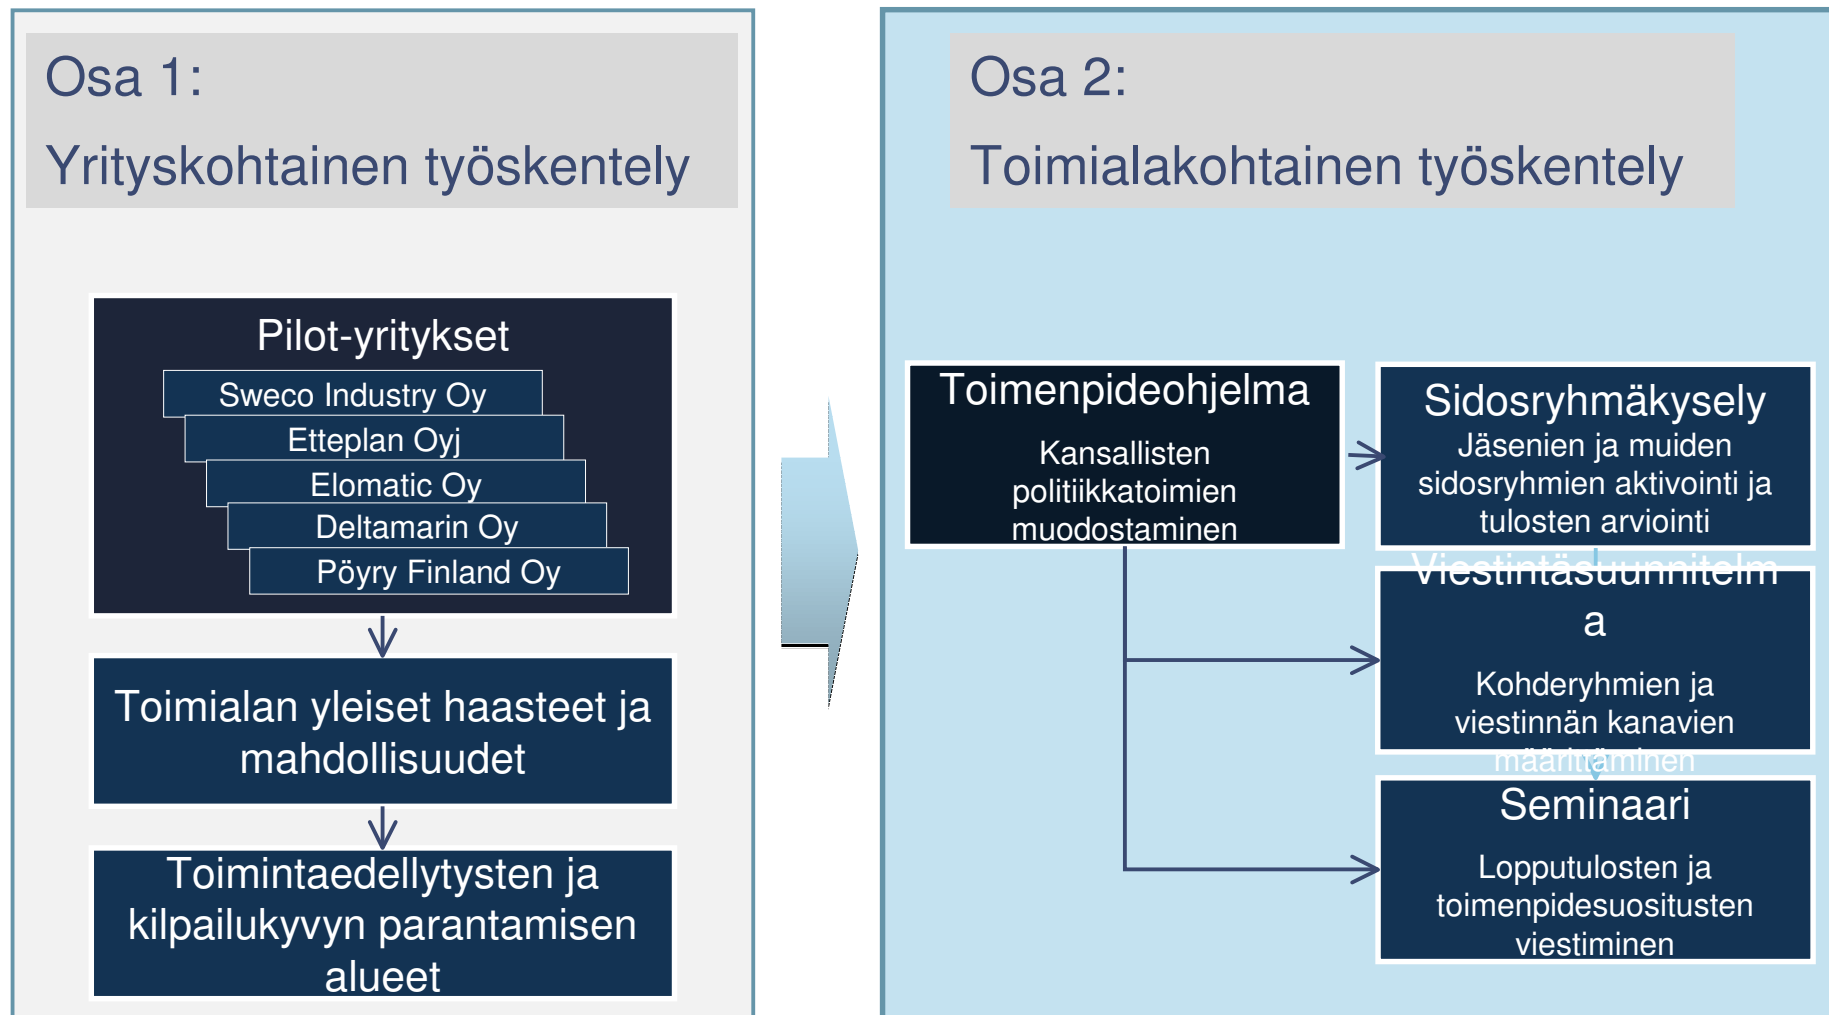 Osa 1:
Yrityskohtainen työskentely
Pilot-yritykset
Sweco Industry Oy
Etteplan Oyj
Elomatic Oy
Deltamarin Oy
Pöyry Finland Oy
Toimialan yleiset haasteet ja
mahdollisuudet
Toimintaedellytysten ja
kilpailukyvyn parantamisen
alueet
Osa 2:
Toimialakohtainen työskentely
Toimenpideohjelma
Kansallisten
politiikkatoimien
muodostaminen
Sidosryhmäkysely
Jäsenien ja muiden
sidosryhmien aktivointi ja
tulosten arviointi
Viestintäsuunnitelm
a
Kohderyhmien ja
viestinnän kanavien
määrittäminen
Seminaari
Lopputulosten ja
toimenpidesuositusten
viestiminen